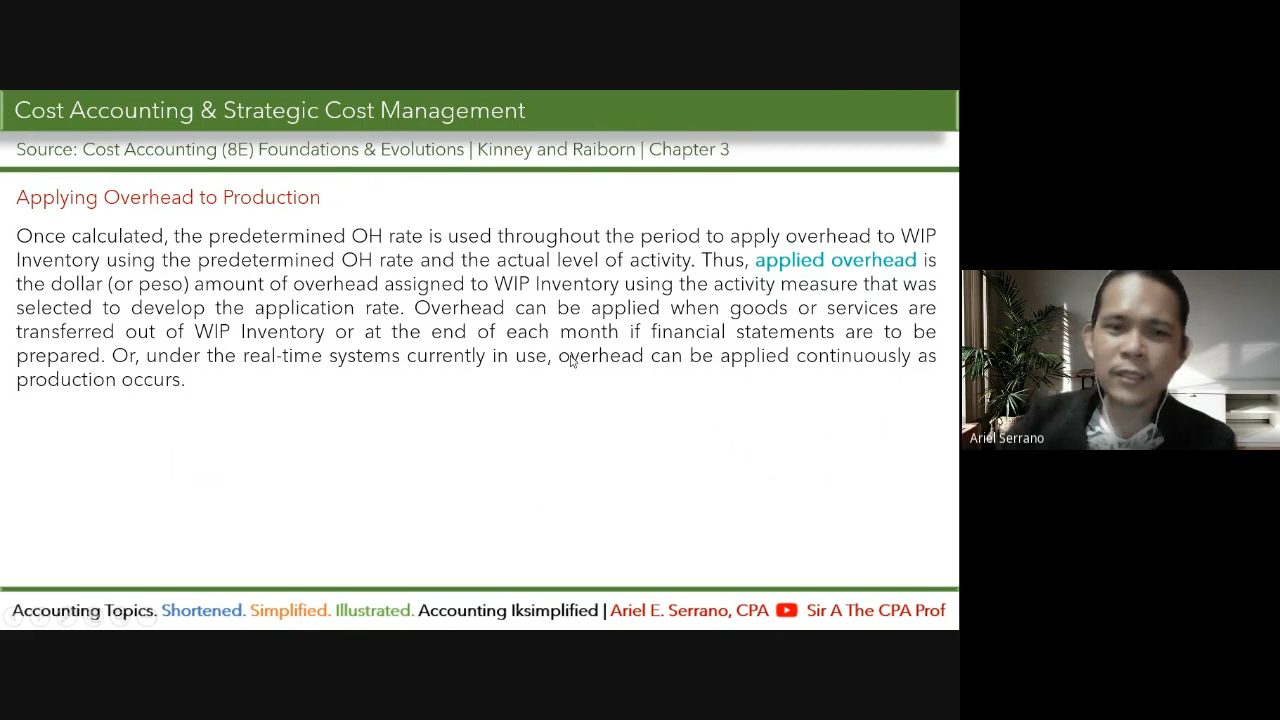 Cost Accounting & Strategic Cost Management
Source: Cost Accounting (8E) Foundations & Evolutions | Kinney and Raiborn | Chapter 3
Applying Overhead to Production
Once calculated, the predetermined OH rate is used throughout the period to apply overhead to WIP
Inventory using the predetermined OH rate and the actual level of activity. Thus, applied overhead is
the dollar (or peso) amount of overhead assigned to WIP Inventory using the activity measure that was
selected to develop the application rate. Overhead can be applied when goods or services are
transferred out of WIP Inventory or at the end of each month if financial statements are to be
prepared. Or, under the real-time systems currently in use, overhead can be applied continuously as
production occurs.
Ariel Serrano
Accounting Topics. Shortened. Simplified. Illustrated. Accounting Iksimplified | Ariel E. Serrano, CPA Sir A The CPA Prof